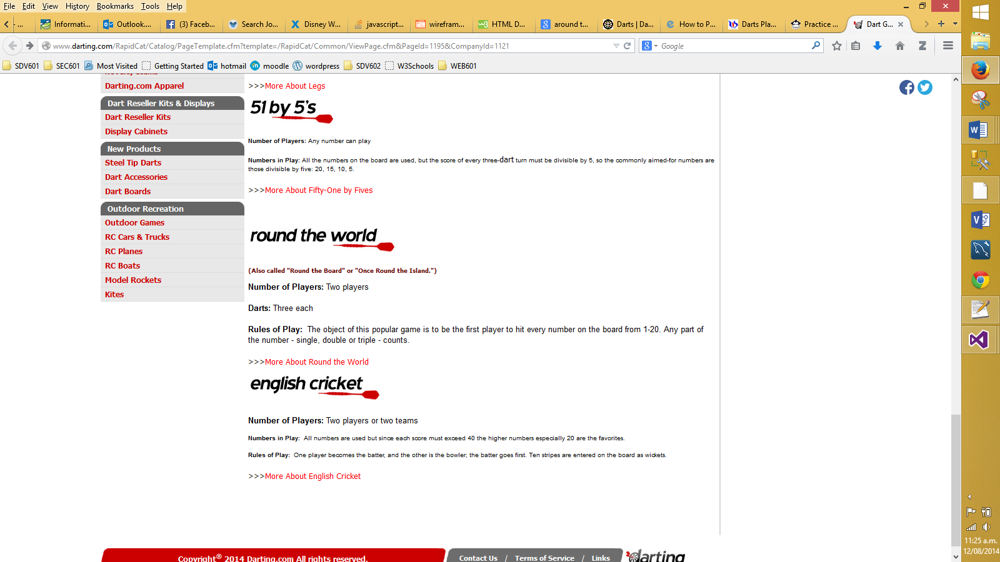 File Edit View History Bookmarks Tools Help
- ... Informati... Outlook.... (3) Faceb... Search Jo... Disney W... javascript... wirefram... HTML D... around t... Darts | Da... How to P... Darts Pla... Practice ... Dart G...
www.darting.com/RapidCat/Catalog/PageTemplate.cfm?template=/RapidCat/Common/ViewPage.cfm&PageId=1195&CompanyId=1121 Google
SDV601 SEC601 Most Visited Getting Started hotmail moodle wordpress SDV602 W3Schools WEB601
Darting.com Apparel
Dart Reseller Kits & Displays
Dart Reseller Kits
Display Cabinets
New Products
Steel Tip Darts
Dart Accessories
Dart Boards
Outdoor Recreation
Outdoor Games
RC Cars & Trucks
RC Planes
RC Boats
Model Rockets
Kites
>>>More About Legs
51 by 5's
Number of Players: Any number can play
Numbers in Play: All the numbers on the board are used, but the score of every three-dart turn must be divisible by 5, so the commonly aimed-for numbers are
those divisible by five: 20, 15, 10, 5.
>>>More About Fifty-One by Fives
round the world
(Also called "Round the Board" or "Once Round the Island.")
Number of Players: Two players
Darts: Three each
Rules of Play: The object of this popular game is to be the first player to hit every number on the board from 1-20. Any part of
the number - single, double or triple - counts.
>>>More About Round the World
english cricket
Number of Players: Two players or two teams
Numbers in Play: All numbers are used but since each score must exceed 40 the higher numbers especially 20 are the favorites.
Rules of Play: One player becomes the batter, and the other is the bowler; the batter goes first. Ten stripes are entered on the board as wickets.
>>>More About English Cricket
Copyright® 2014 Darting.com All rights reserved.
Contact Us / Terms of Service / Links
darting
11:25 a.m.
12/08/2014